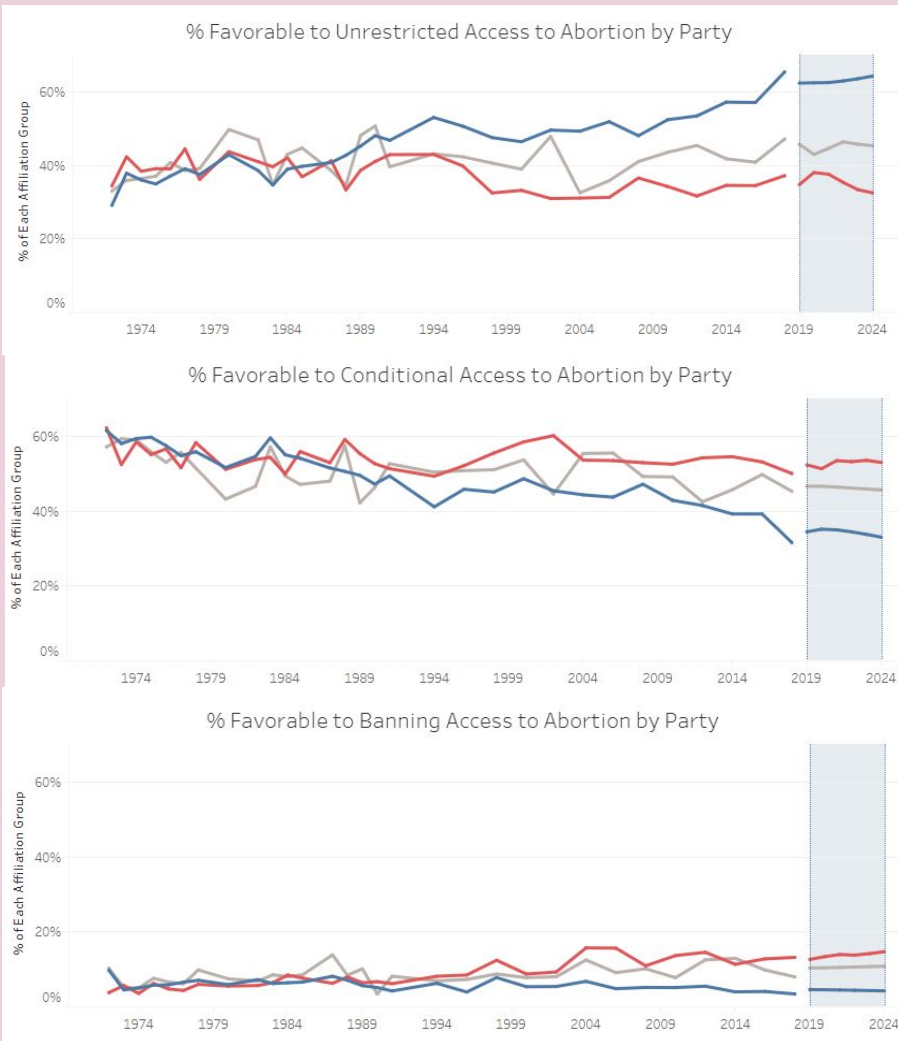 % Favorable to Unrestricted Access to Abortion by Party
% of Each Affiliation Group
60%
40%
20%
0%
1974 1979 1984 1989 1994 1999 2004 2009 2014 2019 2024
% Favorable to Conditional Access to Abortion by Party
% of Each Affiliation Group
60%
40%
20%
0%
1974 1979 1984 1989 1994 1999 2004 2009 2014 2019 2024
% Favorable to Banning Access to Abortion by Party
% of Each Affiliation Group
60%
40%
20%
0%
1974 1979 1984 1989 1994 1999 2004 2009 2014 2019 2024